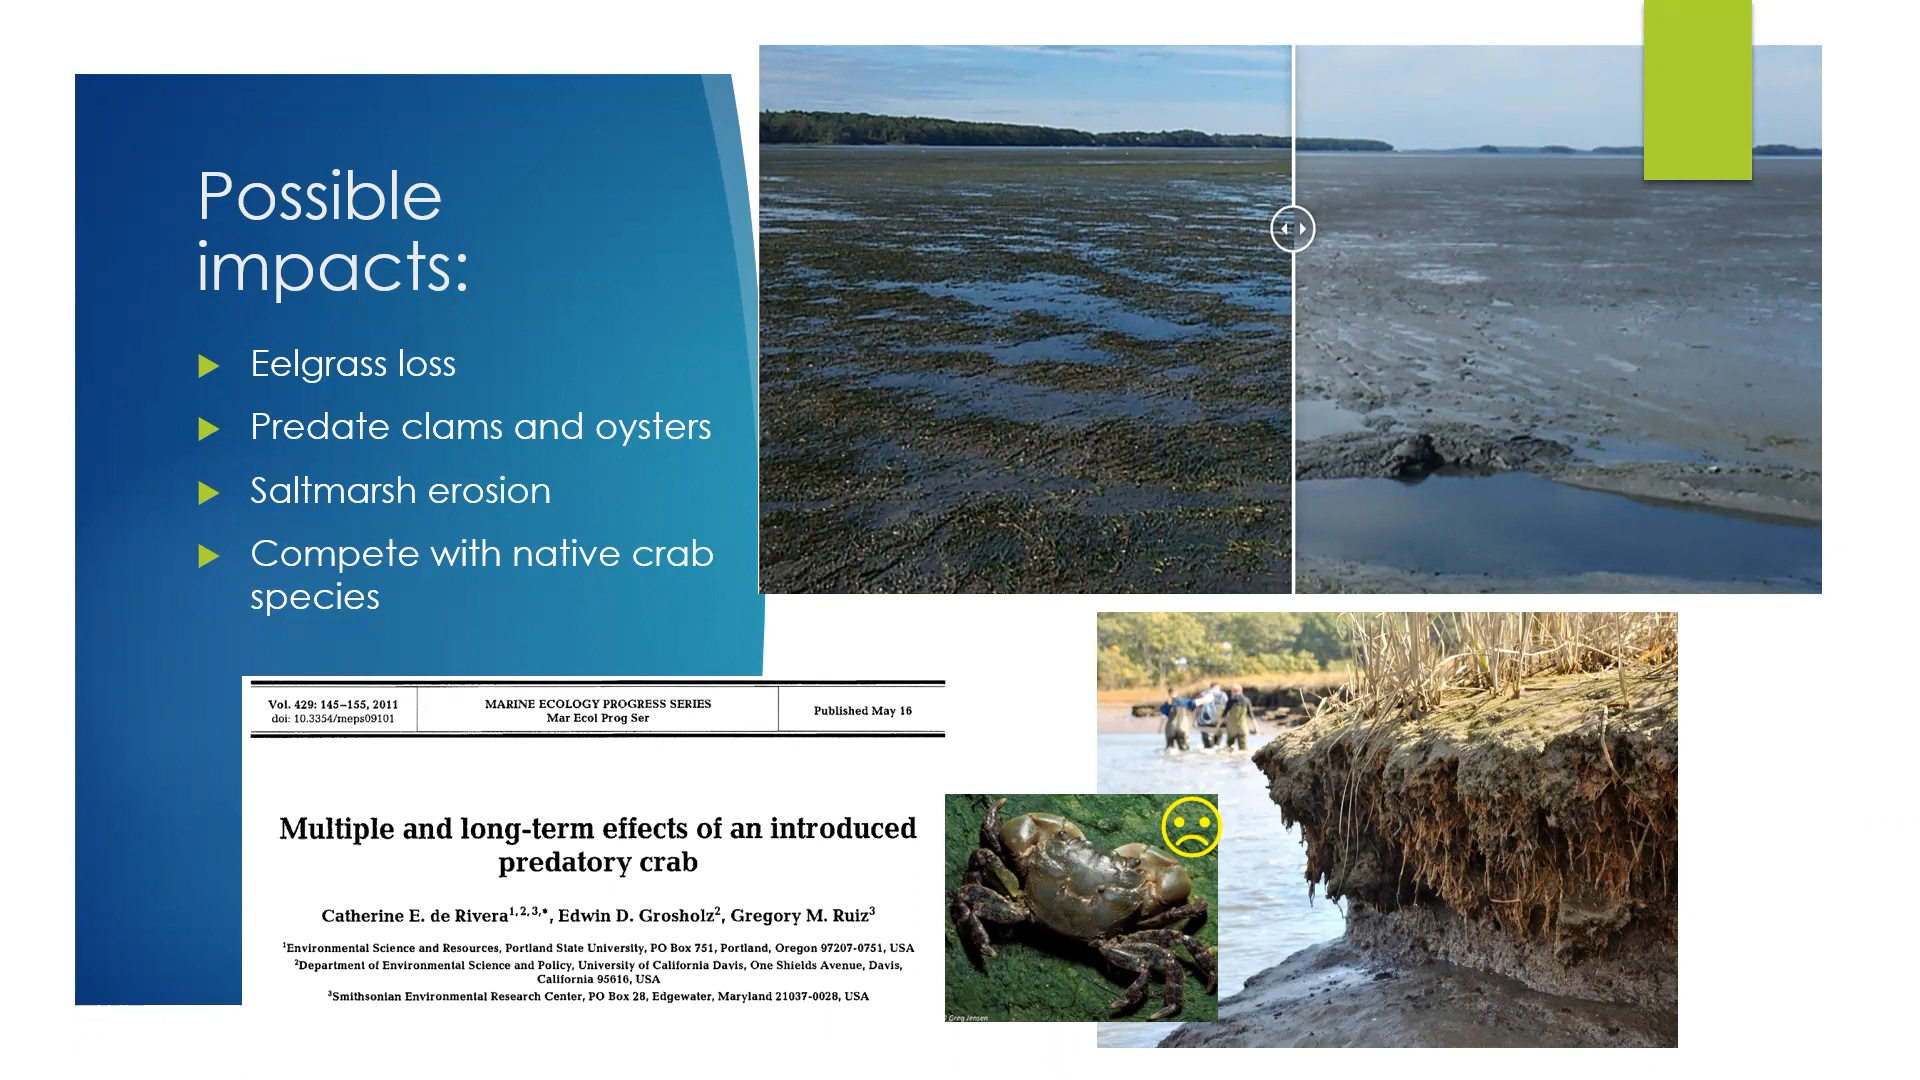 Possible
impacts:
Eelgrass loss
Predate clams and oysters
Saltmarsh erosion
Compete with native crab
species
Vol. 429: 145–155, 2011
doi: 10.3354/meps09101
MARINE ECOLOGY PROGRESS SERIES
Mar Ecol Prog Ser
Published May 16
Multiple and long-term effects of an introduced
predatory crab
Catherine E. de Rivera1,2,3,*, Edwin D. Grosholz2, Gregory M. Ruiz3
1Environmental Science and Resources, Portland State University, PO Box 751, Portland, Oregon 97207-0751, USA
2Department of Environmental Science and Policy, University of California Davis, One Shields Avenue, Davis,
California 95616, USA
3Smithsonian Environmental Research Center, PO Box 28, Edgewater, Maryland 21037-0028, USA
Greg Jensen